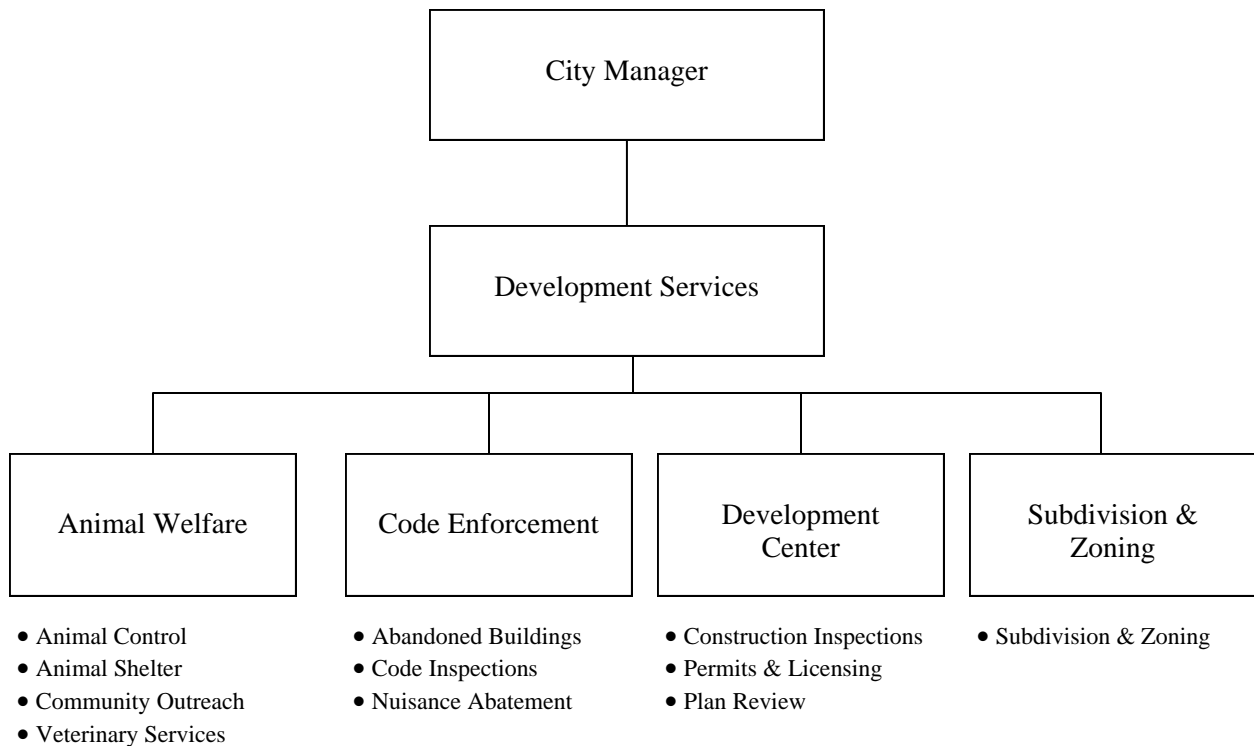 City Manager
Development Services
Animal Welfare
Code Enforcement
Development
Center
Subdivision &
Zoning
• Animal Control
• Animal Shelter
• Community Outreach
• Veterinary Services
• Abandoned Buildings
• Code Inspections
• Nuisance Abatement
• Construction Inspections
• Permits & Licensing
• Plan Review
• Subdivision & Zoning